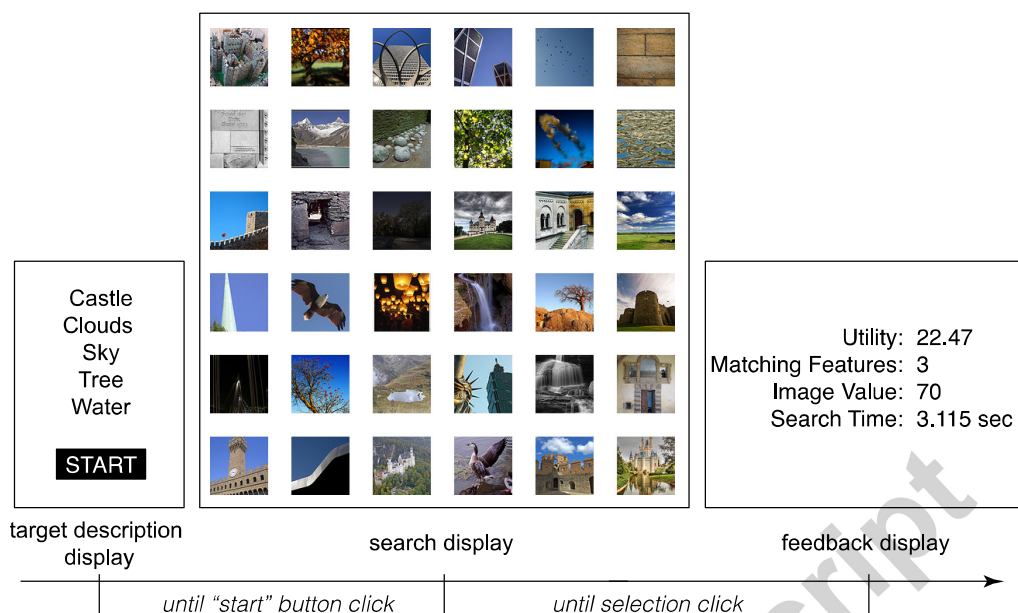 Castle
Clouds
Sky
Tree
Water
START
Utility: 22.47
Matching Features: 3
Image Value: 70
Search Time: 3.115 sec
target description
display
search display
feedback display
until “start” button click
until selection click
script